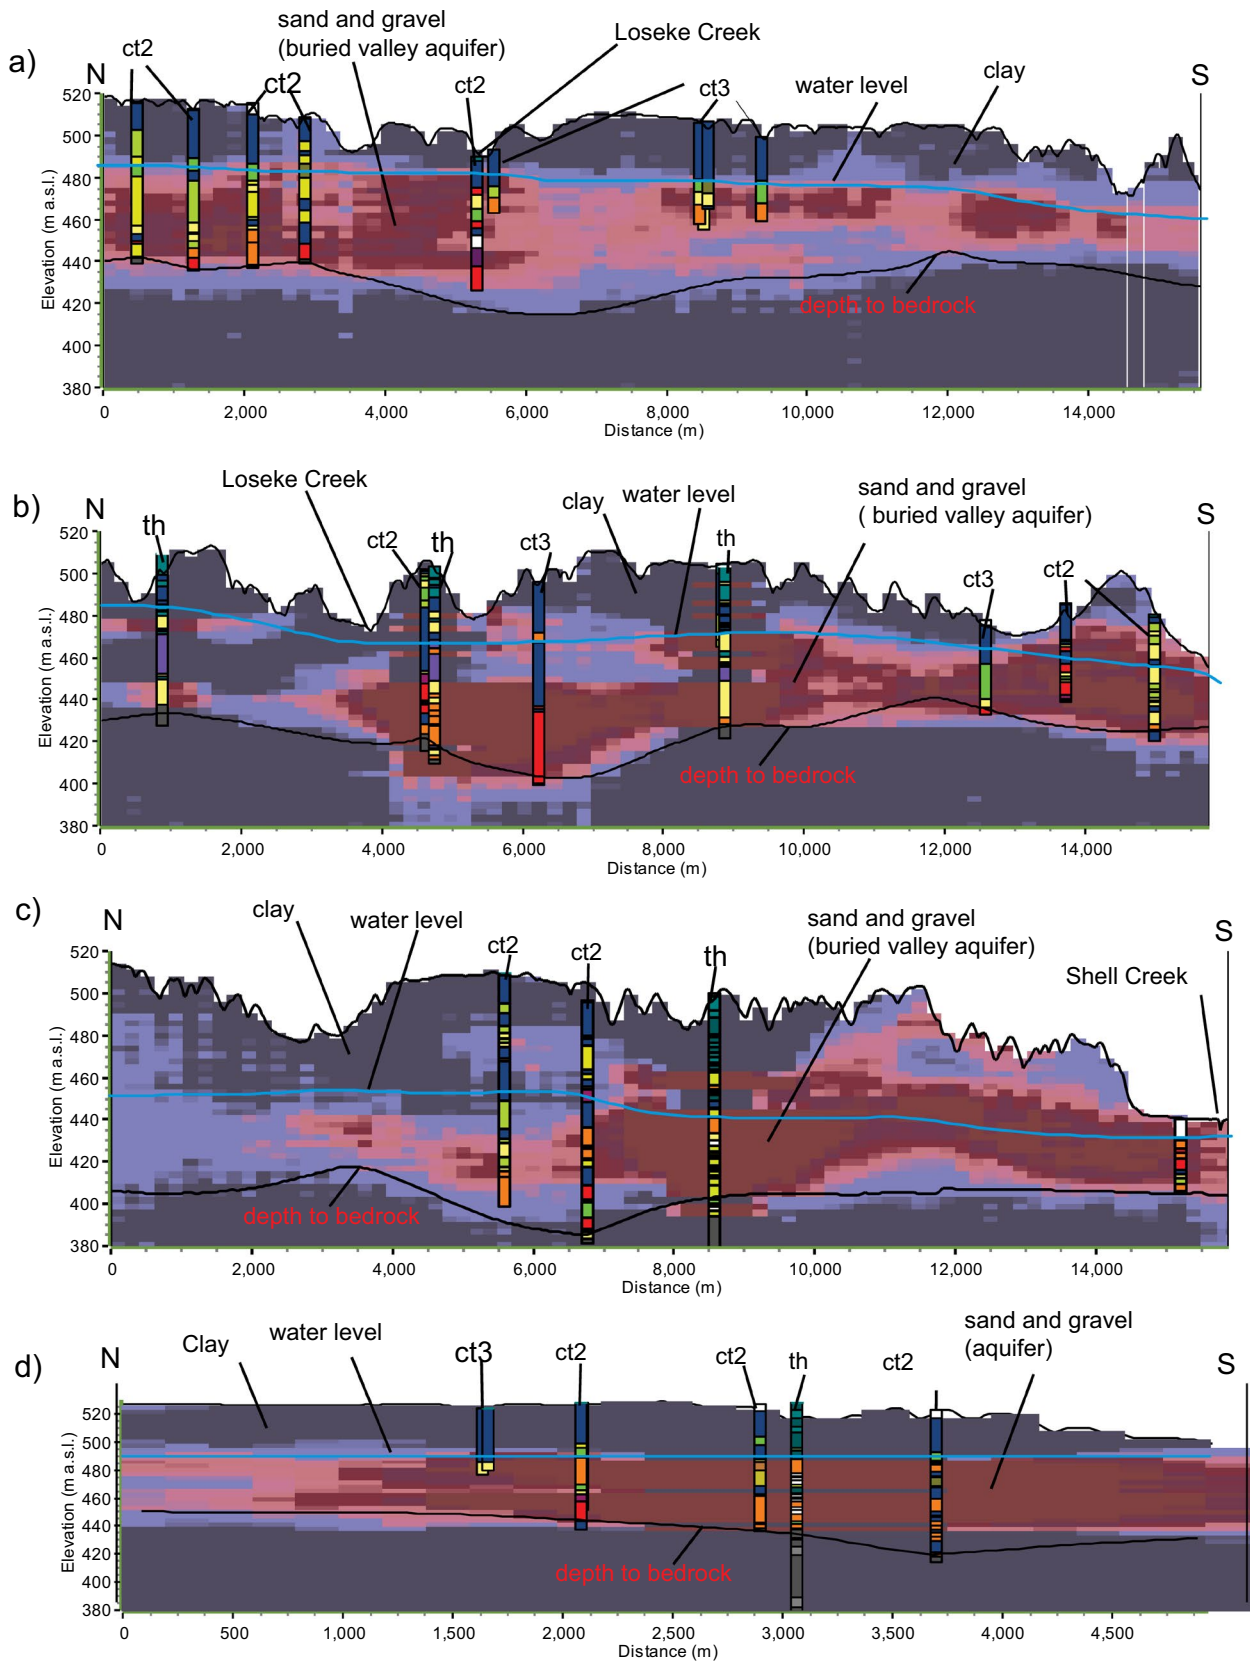 a)
N
ct2
sand and gravel
(buried valley aquifer)
ct2
ct2
Loseke Creek
ct3
water level
clay
S
depth to bedrock
Elevation (m a.s.l.)
520
500
480
460
440
420
400
380
0
2,000
4,000
6,000
8,000
10,000
12,000
14,000
Distance (m)
b)
N
th
Loseke Creek
ct2
th
ct3
clay
water level
th
sand and gravel
( buried valley aquifer)
ct3
ct2
S
depth to bedrock
Elevation (m a.s.l.)
520
500
480
460
440
420
400
380
0
2,000
4,000
6,000
8,000
10,000
12,000
14,000
Distance (m)
c)
N
clay
water level
ct2
ct2
th
sand and gravel
(buried valley aquifer)
Shell Creek
S
depth to bedrock
Elevation (m a.s.l.)
520
500
480
460
440
420
400
380
0
2,000
4,000
6,000
8,000
10,000
12,000
14,000
Distance (m)
d)
N
Clay
water level
ct3
ct2
ct2
th
ct2
sand and gravel
(aquifer)
S
depth to bedrock
Elevation (m a.s.l.)
520
500
480
460
440
420
400
380
0
500
1,000
1,500
2,000
2,500
3,000
3,500
4,000
4,500
Distance (m)